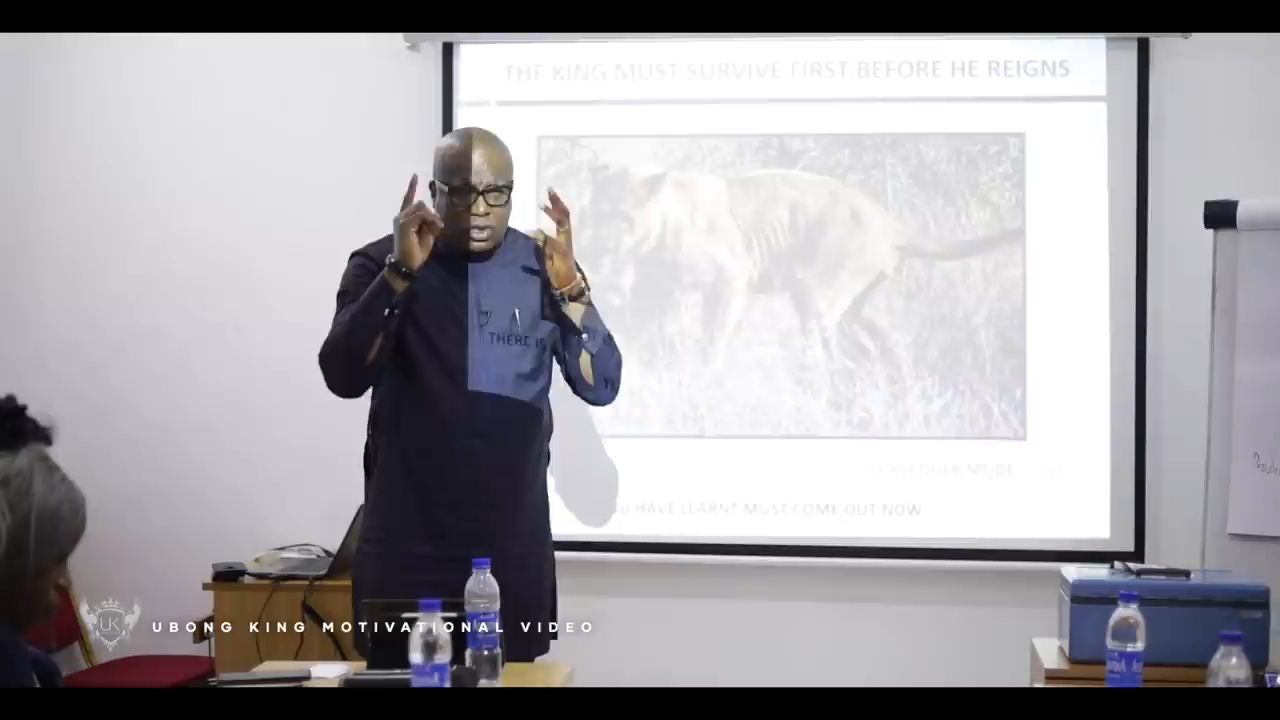 THE KING MUST SURVIVE FIRST BEFORE HE REIGNS
THERE IS
HAVE LEARNT MUST COME OUT NOW
UK
UBONG KING MOTIVATIONAL VIDEO